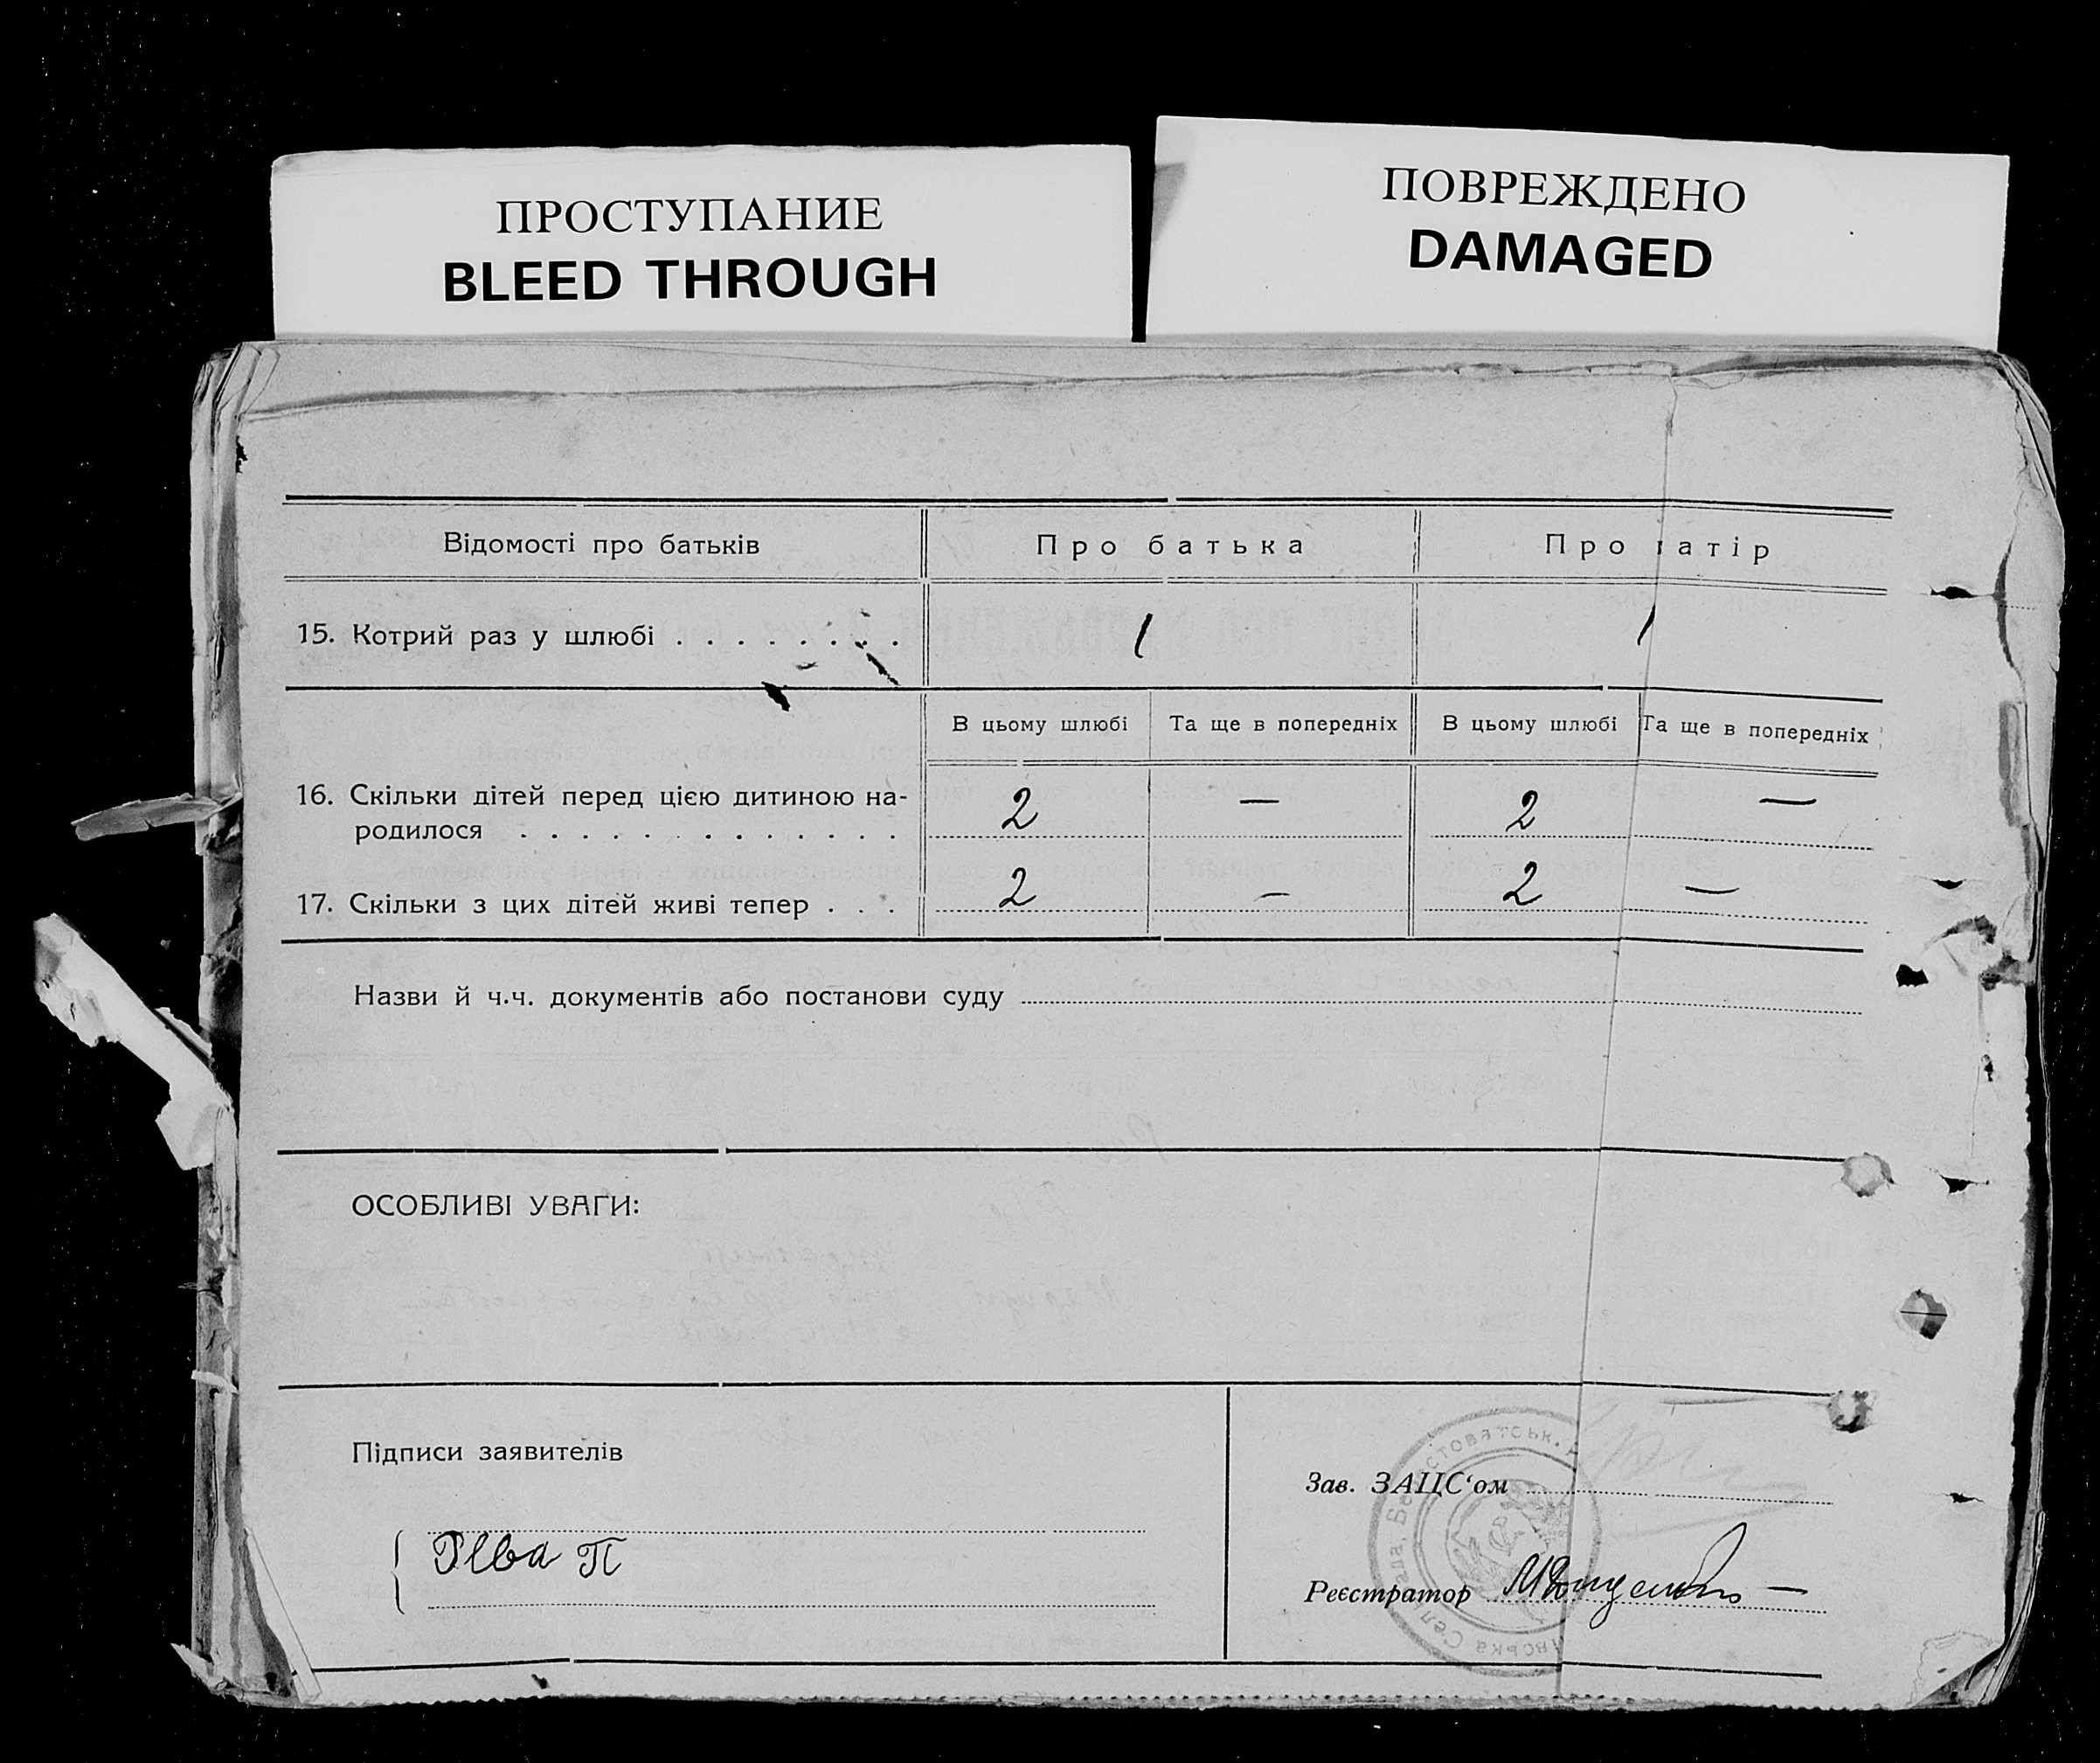 ПРОСТУПАНИЕ
BLEED THROUGH
ПОВРЕЖДЕНО
DAMAGED
Відомості про батьків
Про батька
Про матір
15. Котрий раз у шлюбі . . . . . . . .
1
1
В цьому шлюбі
Та ще в попередніх
В цьому шлюбі
Та ще в попередніх
16. Скільки дітей перед цією дитиною на-
родилося . . . . . . . . . . . . .
2
—
2
—
17. Скільки з цих дітей живі тепер . . .
2
—
2
—
Назви й ч.ч. документів або постанови суду
ОСОБЛИВІ УВАГИ:
Підписи заявителів
Рева П
Зав. ЗАЦС‘ом
Реєстратор